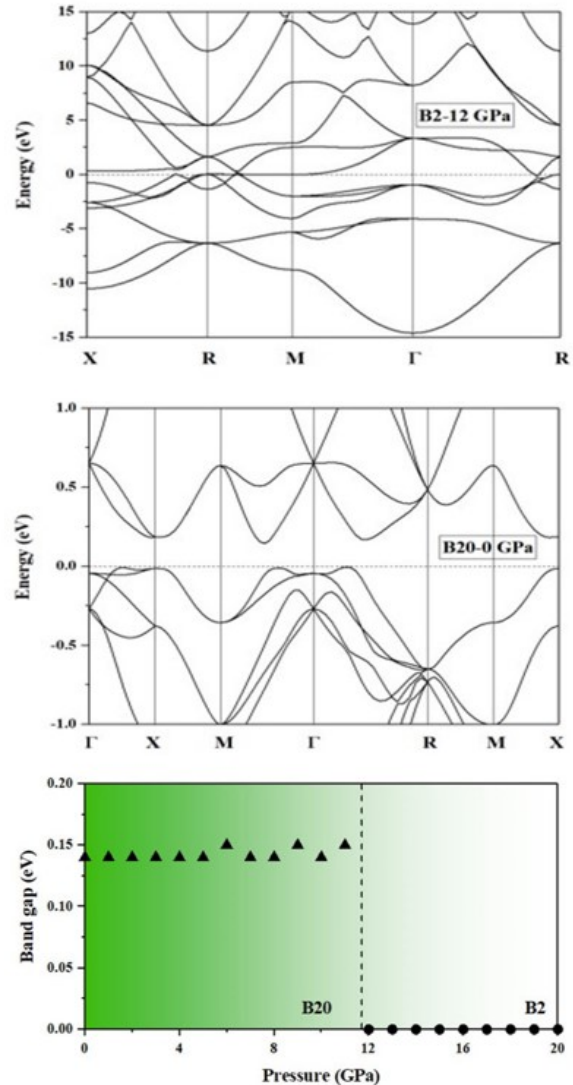 15
10
5
0
-5
-10
-15
Energy (eV)
B2-12 GPa
X R M Γ R
1.0
0.5
0.0
-0.5
-1.0
Energy (eV)
B20-0 GPa
Γ X M Γ R M X
0.20
0.15
0.10
0.05
0.00
Band gap (eV)
B20 B2
0 4 8 12 16 20
Pressure (GPa)